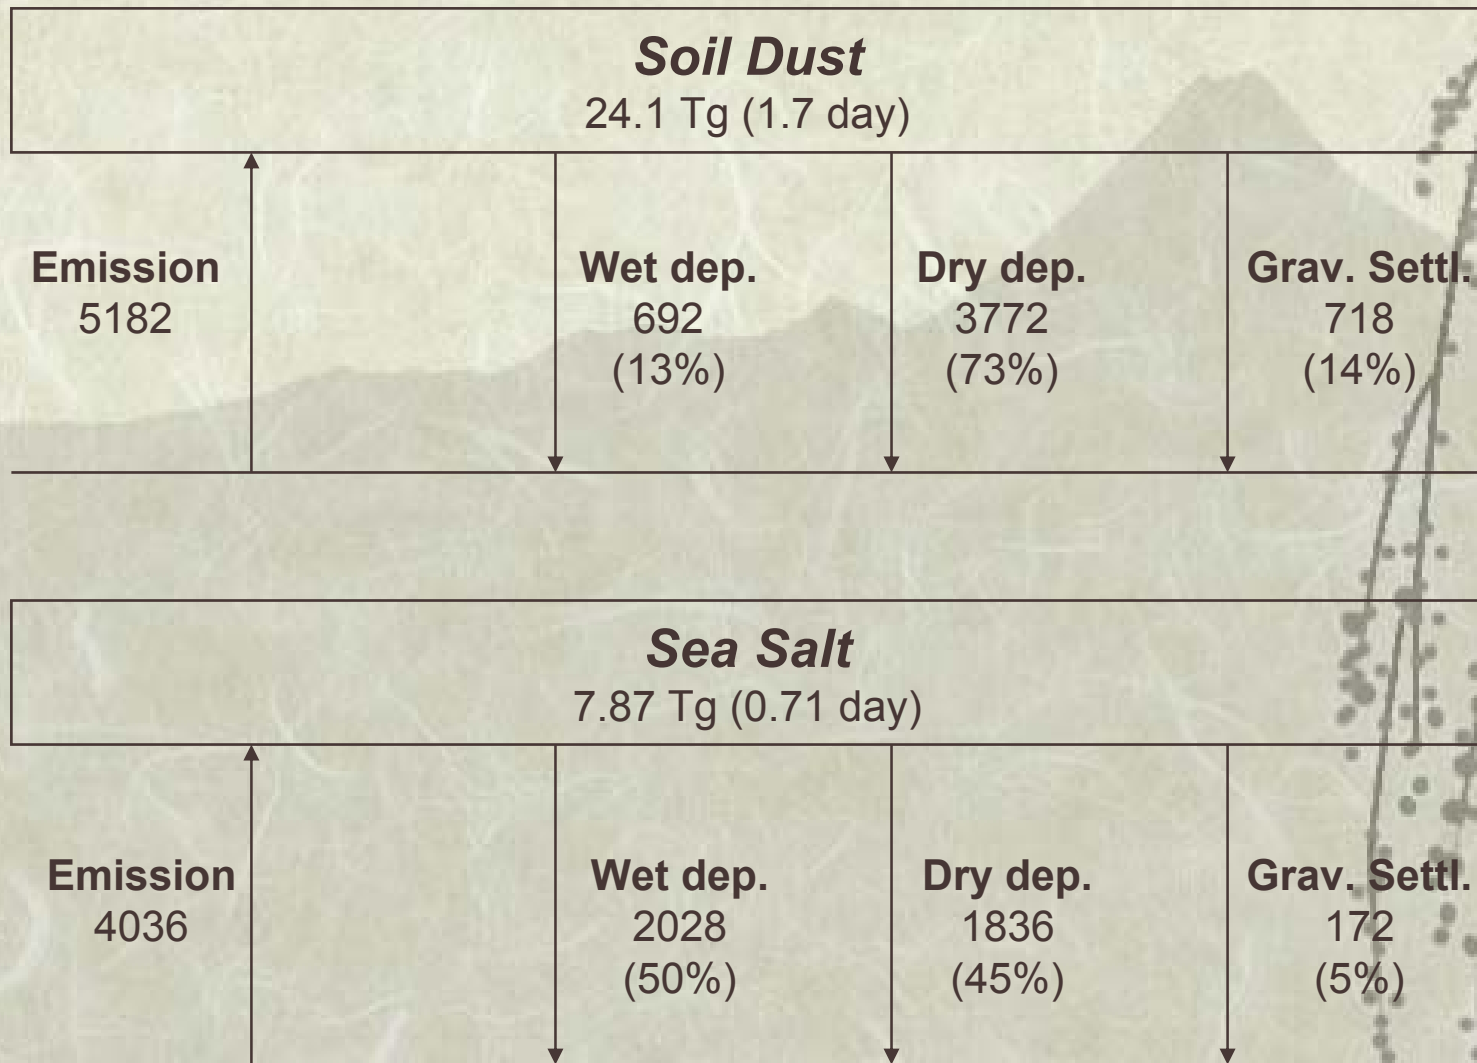 Soil Dust
24.1 Tg (1.7 day)
Emission
5182
Wet dep.
692
(13%)
Dry dep.
3772
(73%)
Grav. Settl.
718
(14%)
Sea Salt
7.87 Tg (0.71 day)
Emission
4036
Wet dep.
2028
(50%)
Dry dep.
1836
(45%)
Grav. Settl.
172
(5%)